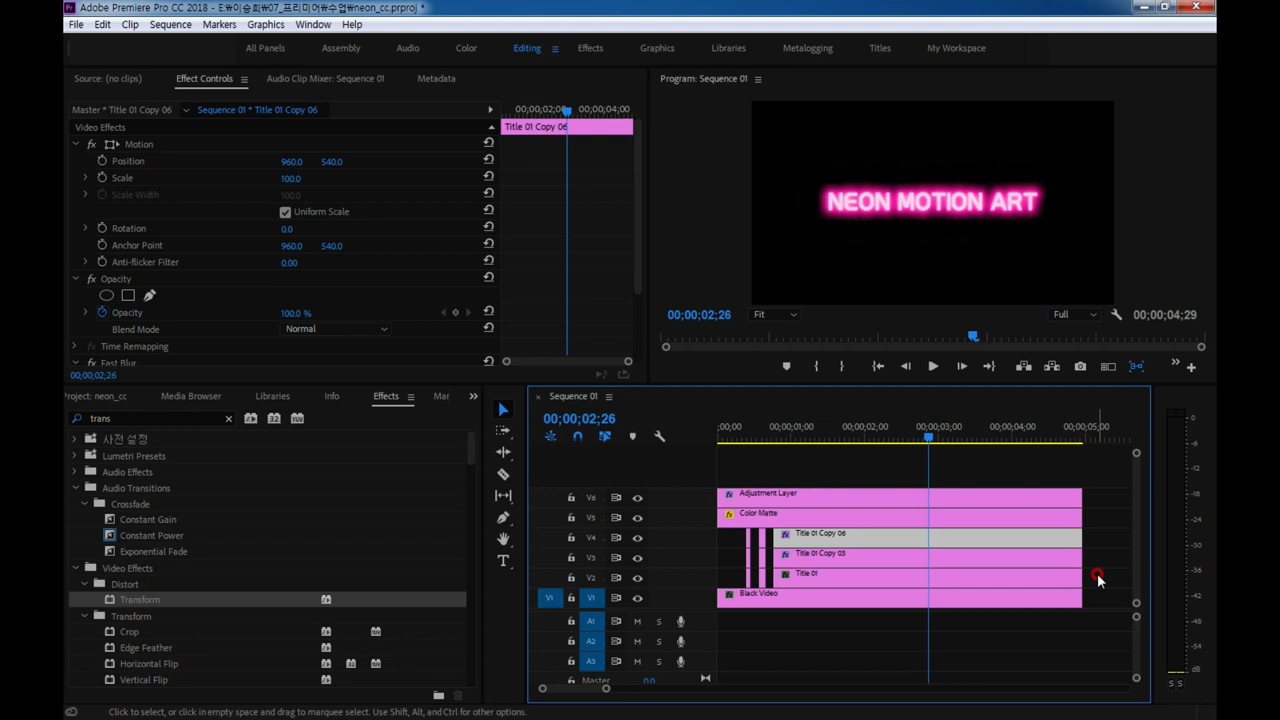 Adobe Premiere Pro CC 2018 - E:\이승희\07_프리미어\수업\neon_cc.prproj *
File Edit Clip Sequence Markers Graphics Window Help
All Panels Assembly Audio Color Editing Effects Graphics Libraries Metalogging Titles My Workspace
Source: (no clips) Effect Controls Audio Clip Mixer: Sequence 01 Metadata
Program: Sequence 01
Master * Title 01 Copy 06 Sequence 01 * Title 01 Copy 06
00;00;02;00 00;00;04;00
Video Effects
Title 01 Copy 06
fx Motion
Position 960.0 540.0
Scale 100.0
Scale Width 100.0
Uniform Scale
Rotation 0.0
Anchor Point 960.0 540.0
Anti-flicker Filter 0.00
fx Opacity
Opacity 100.0 %
Blend Mode Normal
Time Remapping
fx Fast Blur
00;00;02;26
NEON MOTION ART
00;00;02;26 Fit Full 00;00;04;29
Project: neon_cc Media Browser Libraries Info Effects Mar
trans
사전 설정
Lumetri Presets
Audio Effects
Audio Transitions
Crossfade
Constant Gain
Constant Power
Exponential Fade
Video Effects
Distort
Transform
Transform
Crop
Edge Feather
Horizontal Flip
Vertical Flip
Sequence 01
00;00;02;26
;00;00 00;00;01;00 00;00;02;00 00;00;03;00 00;00;04;00 00;00;05;00
V6 fx Adjustment Layer
V5 fx Color Matte
V4 fx Title 01 Copy 06
V3 fx Title 01 Copy 03
V2 fx Title 01
V1 V1 fx Black Video
A1 M S
A2 M S
A3 M S
Master 0.0
0
-6
-12
-18
-24
-30
-36
-42
-48
-54
dB
S S
Click to select, or click in empty space and drag to marquee select. Use Shift, Alt, and Ctrl for other options.